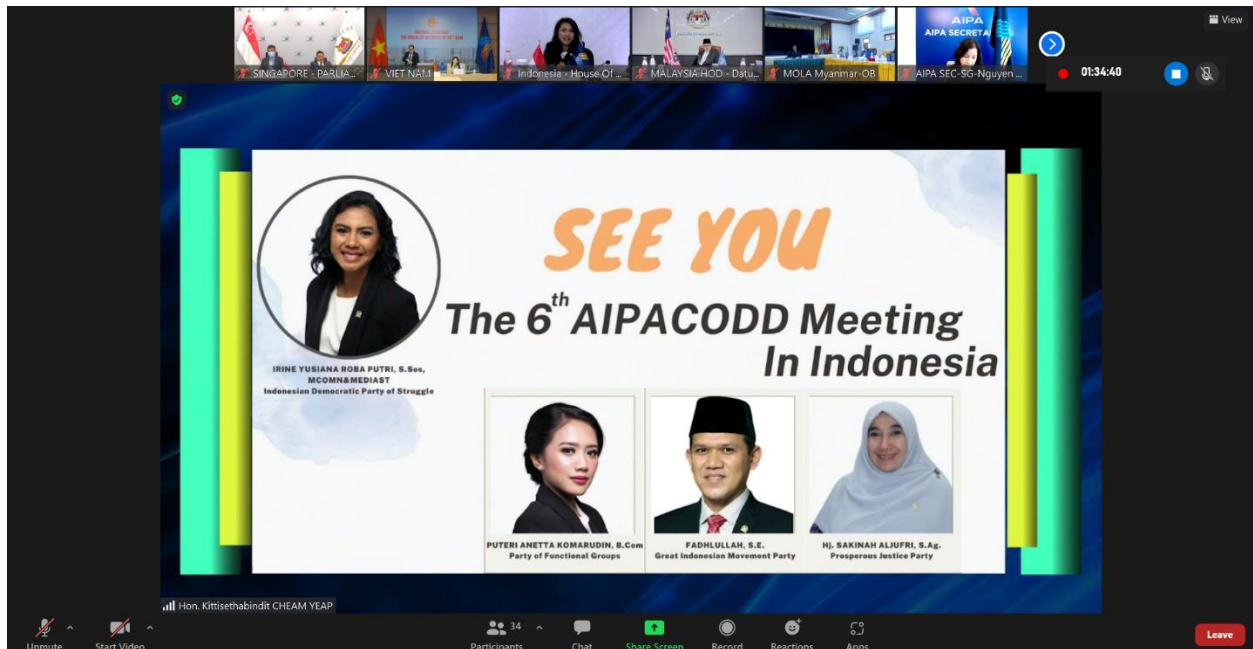 View
SINGAPORE - PARLIA...
VIET NAM
Indonesia - House Of ...
MALAYSIA HOD - Datu...
MOLA Myanmar-OB
AIPA
AIPA SECRETA
AIPA SEC-SG-Nguyen ...
01:34:40
SEE YOU
The 6th AIPACODD Meeting
In Indonesia
IRINE YUSIANA ROBA PUTRI, S.Sos,
MCOMN&MEDIAST
Indonesian Democratic Party of Struggle
PUTERI ANETTA KOMARUDIN, B.Com
Party of Functional Groups
FADHLULLAH, S.E.
Great Indonesian Movement Party
Hj. SAKINAH ALJUFRI, S.Ag.
Prosperous Justice Party
Hon. Kittisethabindit CHEAM YEAP
Unmute
Start Video
34
Participants
Chat
Share Screen
Record
Reactions
Apps
Leave